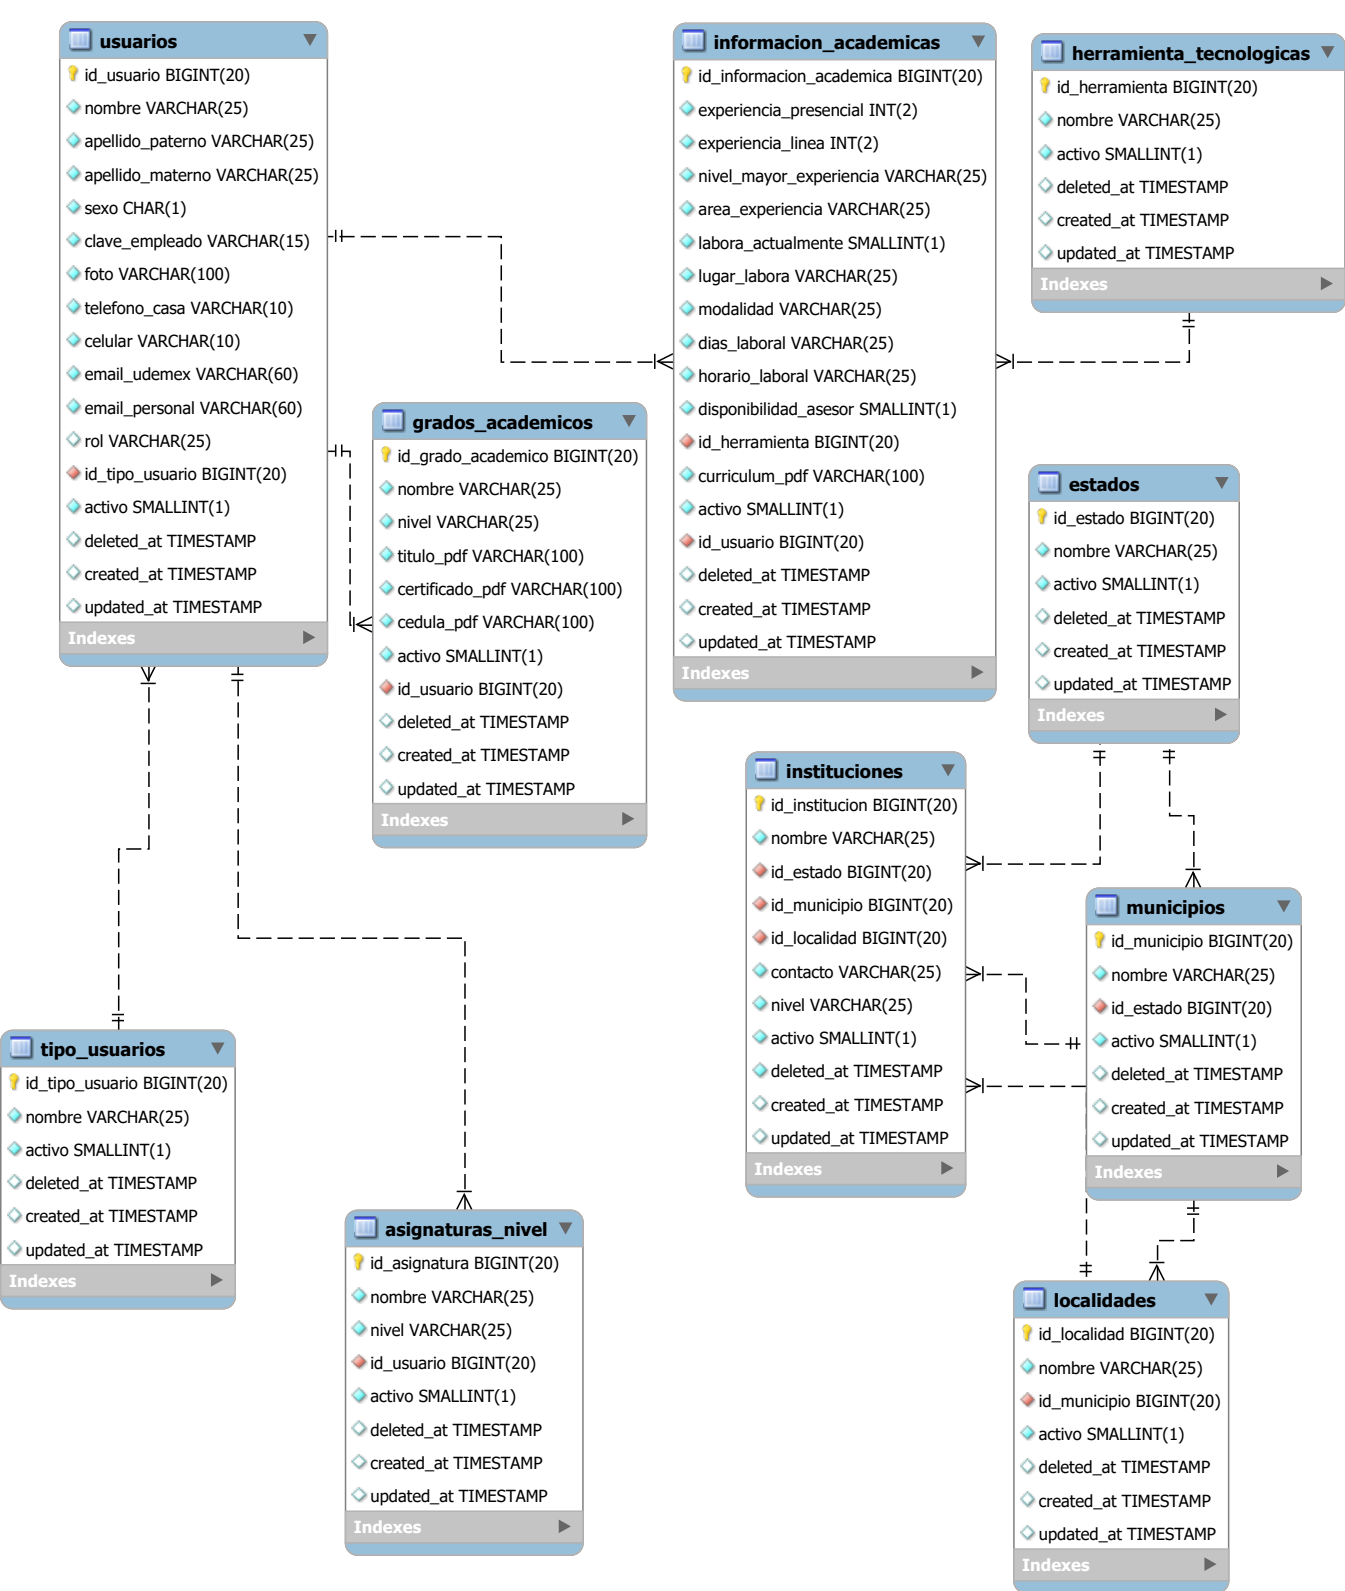 usuarios
id_usuario BIGINT(20)
nombre VARCHAR(25)
apellido_paterno VARCHAR(25)
apellido_materno VARCHAR(25)
sexo CHAR(1)
clave_empleado VARCHAR(15)
foto VARCHAR(100)
telefono_casa VARCHAR(10)
celular VARCHAR(10)
email_udemex VARCHAR(60)
email_personal VARCHAR(60)
rol VARCHAR(25)
id_tipo_usuario BIGINT(20)
activo SMALLINT(1)
deleted_at TIMESTAMP
created_at TIMESTAMP
updated_at TIMESTAMP
Indexes
informacion_academicas
id_informacion_academica BIGINT(20)
experiencia_presencial INT(2)
experiencia_linea INT(2)
nivel_mayor_experiencia VARCHAR(25)
area_experiencia VARCHAR(25)
labora_actualmente SMALLINT(1)
lugar_labora VARCHAR(25)
modalidad VARCHAR(25)
dias_laboral VARCHAR(25)
horario_laboral VARCHAR(25)
disponibilidad_asesor SMALLINT(1)
id_herramienta BIGINT(20)
curriculum_pdf VARCHAR(100)
activo SMALLINT(1)
id_usuario BIGINT(20)
deleted_at TIMESTAMP
created_at TIMESTAMP
updated_at TIMESTAMP
Indexes
herramienta_tecnologicas
id_herramienta BIGINT(20)
nombre VARCHAR(25)
activo SMALLINT(1)
deleted_at TIMESTAMP
created_at TIMESTAMP
updated_at TIMESTAMP
Indexes
grados_academicos
id_grado_academico BIGINT(20)
nombre VARCHAR(25)
nivel VARCHAR(25)
titulo_pdf VARCHAR(100)
certificado_pdf VARCHAR(100)
cedula_pdf VARCHAR(100)
activo SMALLINT(1)
id_usuario BIGINT(20)
deleted_at TIMESTAMP
created_at TIMESTAMP
updated_at TIMESTAMP
Indexes
estados
id_estado BIGINT(20)
nombre VARCHAR(25)
activo SMALLINT(1)
deleted_at TIMESTAMP
created_at TIMESTAMP
updated_at TIMESTAMP
Indexes
instituciones
id_institucion BIGINT(20)
nombre VARCHAR(25)
id_estado BIGINT(20)
id_municipio BIGINT(20)
id_localidad BIGINT(20)
contacto VARCHAR(25)
nivel VARCHAR(25)
activo SMALLINT(1)
deleted_at TIMESTAMP
created_at TIMESTAMP
updated_at TIMESTAMP
Indexes
municipios
id_municipio BIGINT(20)
nombre VARCHAR(25)
id_estado BIGINT(20)
activo SMALLINT(1)
deleted_at TIMESTAMP
created_at TIMESTAMP
updated_at TIMESTAMP
Indexes
tipo_usuarios
id_tipo_usuario BIGINT(20)
nombre VARCHAR(25)
activo SMALLINT(1)
deleted_at TIMESTAMP
created_at TIMESTAMP
updated_at TIMESTAMP
Indexes
asignaturas_nivel
id_asignatura BIGINT(20)
nombre VARCHAR(25)
nivel VARCHAR(25)
id_usuario BIGINT(20)
activo SMALLINT(1)
deleted_at TIMESTAMP
created_at TIMESTAMP
updated_at TIMESTAMP
Indexes
localidades
id_localidad BIGINT(20)
nombre VARCHAR(25)
id_municipio BIGINT(20)
activo SMALLINT(1)
deleted_at TIMESTAMP
created_at TIMESTAMP
updated_at TIMESTAMP
Indexes